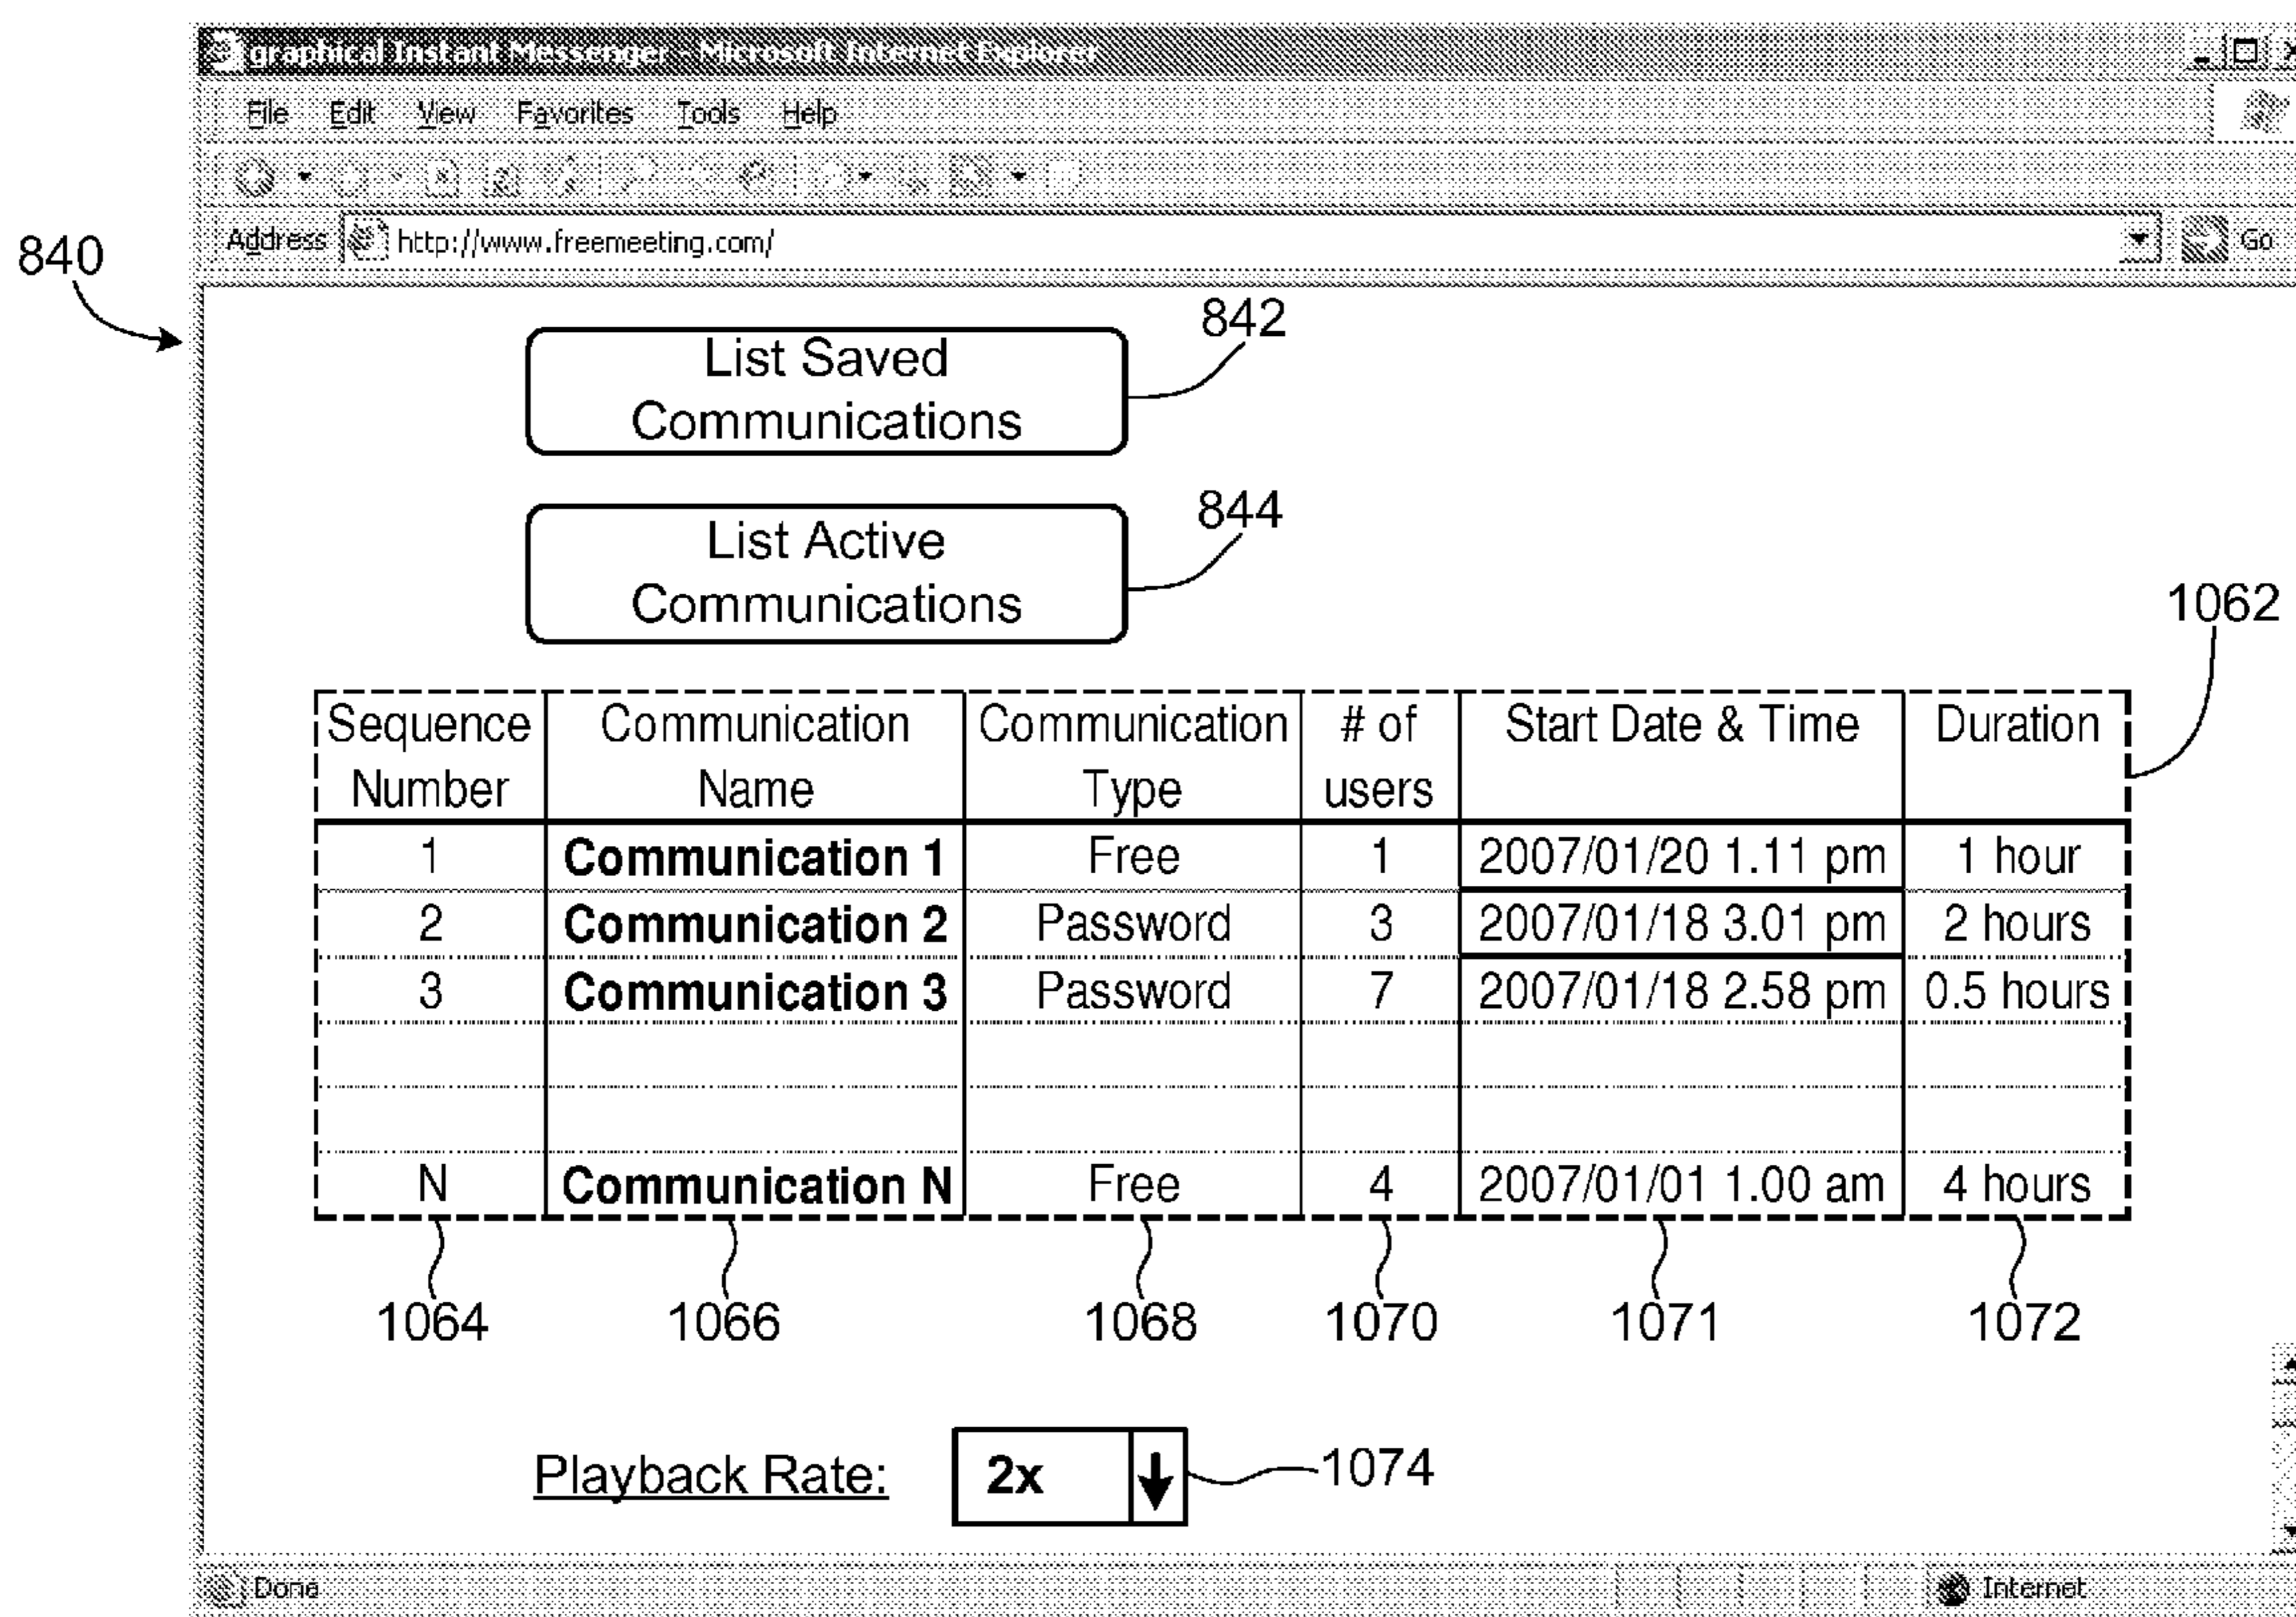 graphical Instant Messenger - Microsoft Internet Explorer
File Edit View Favorites Tools Help
Address http://www.freemeeting.com/ Go
840
List Saved
Communications
842
List Active
Communications
844
1062
Sequence Communication Communication # of Start Date & Time Duration
Number Name Type users
1 Communication 1 Free 1 2007/01/20 1.11 pm 1 hour
2 Communication 2 Password 3 2007/01/18 3.01 pm 2 hours
3 Communication 3 Password 7 2007/01/18 2.58 pm 0.5 hours
N Communication N Free 4 2007/01/01 1.00 am 4 hours
1064 1066 1068 1070 1071 1072
Playback Rate: 2x 1074
Done Internet